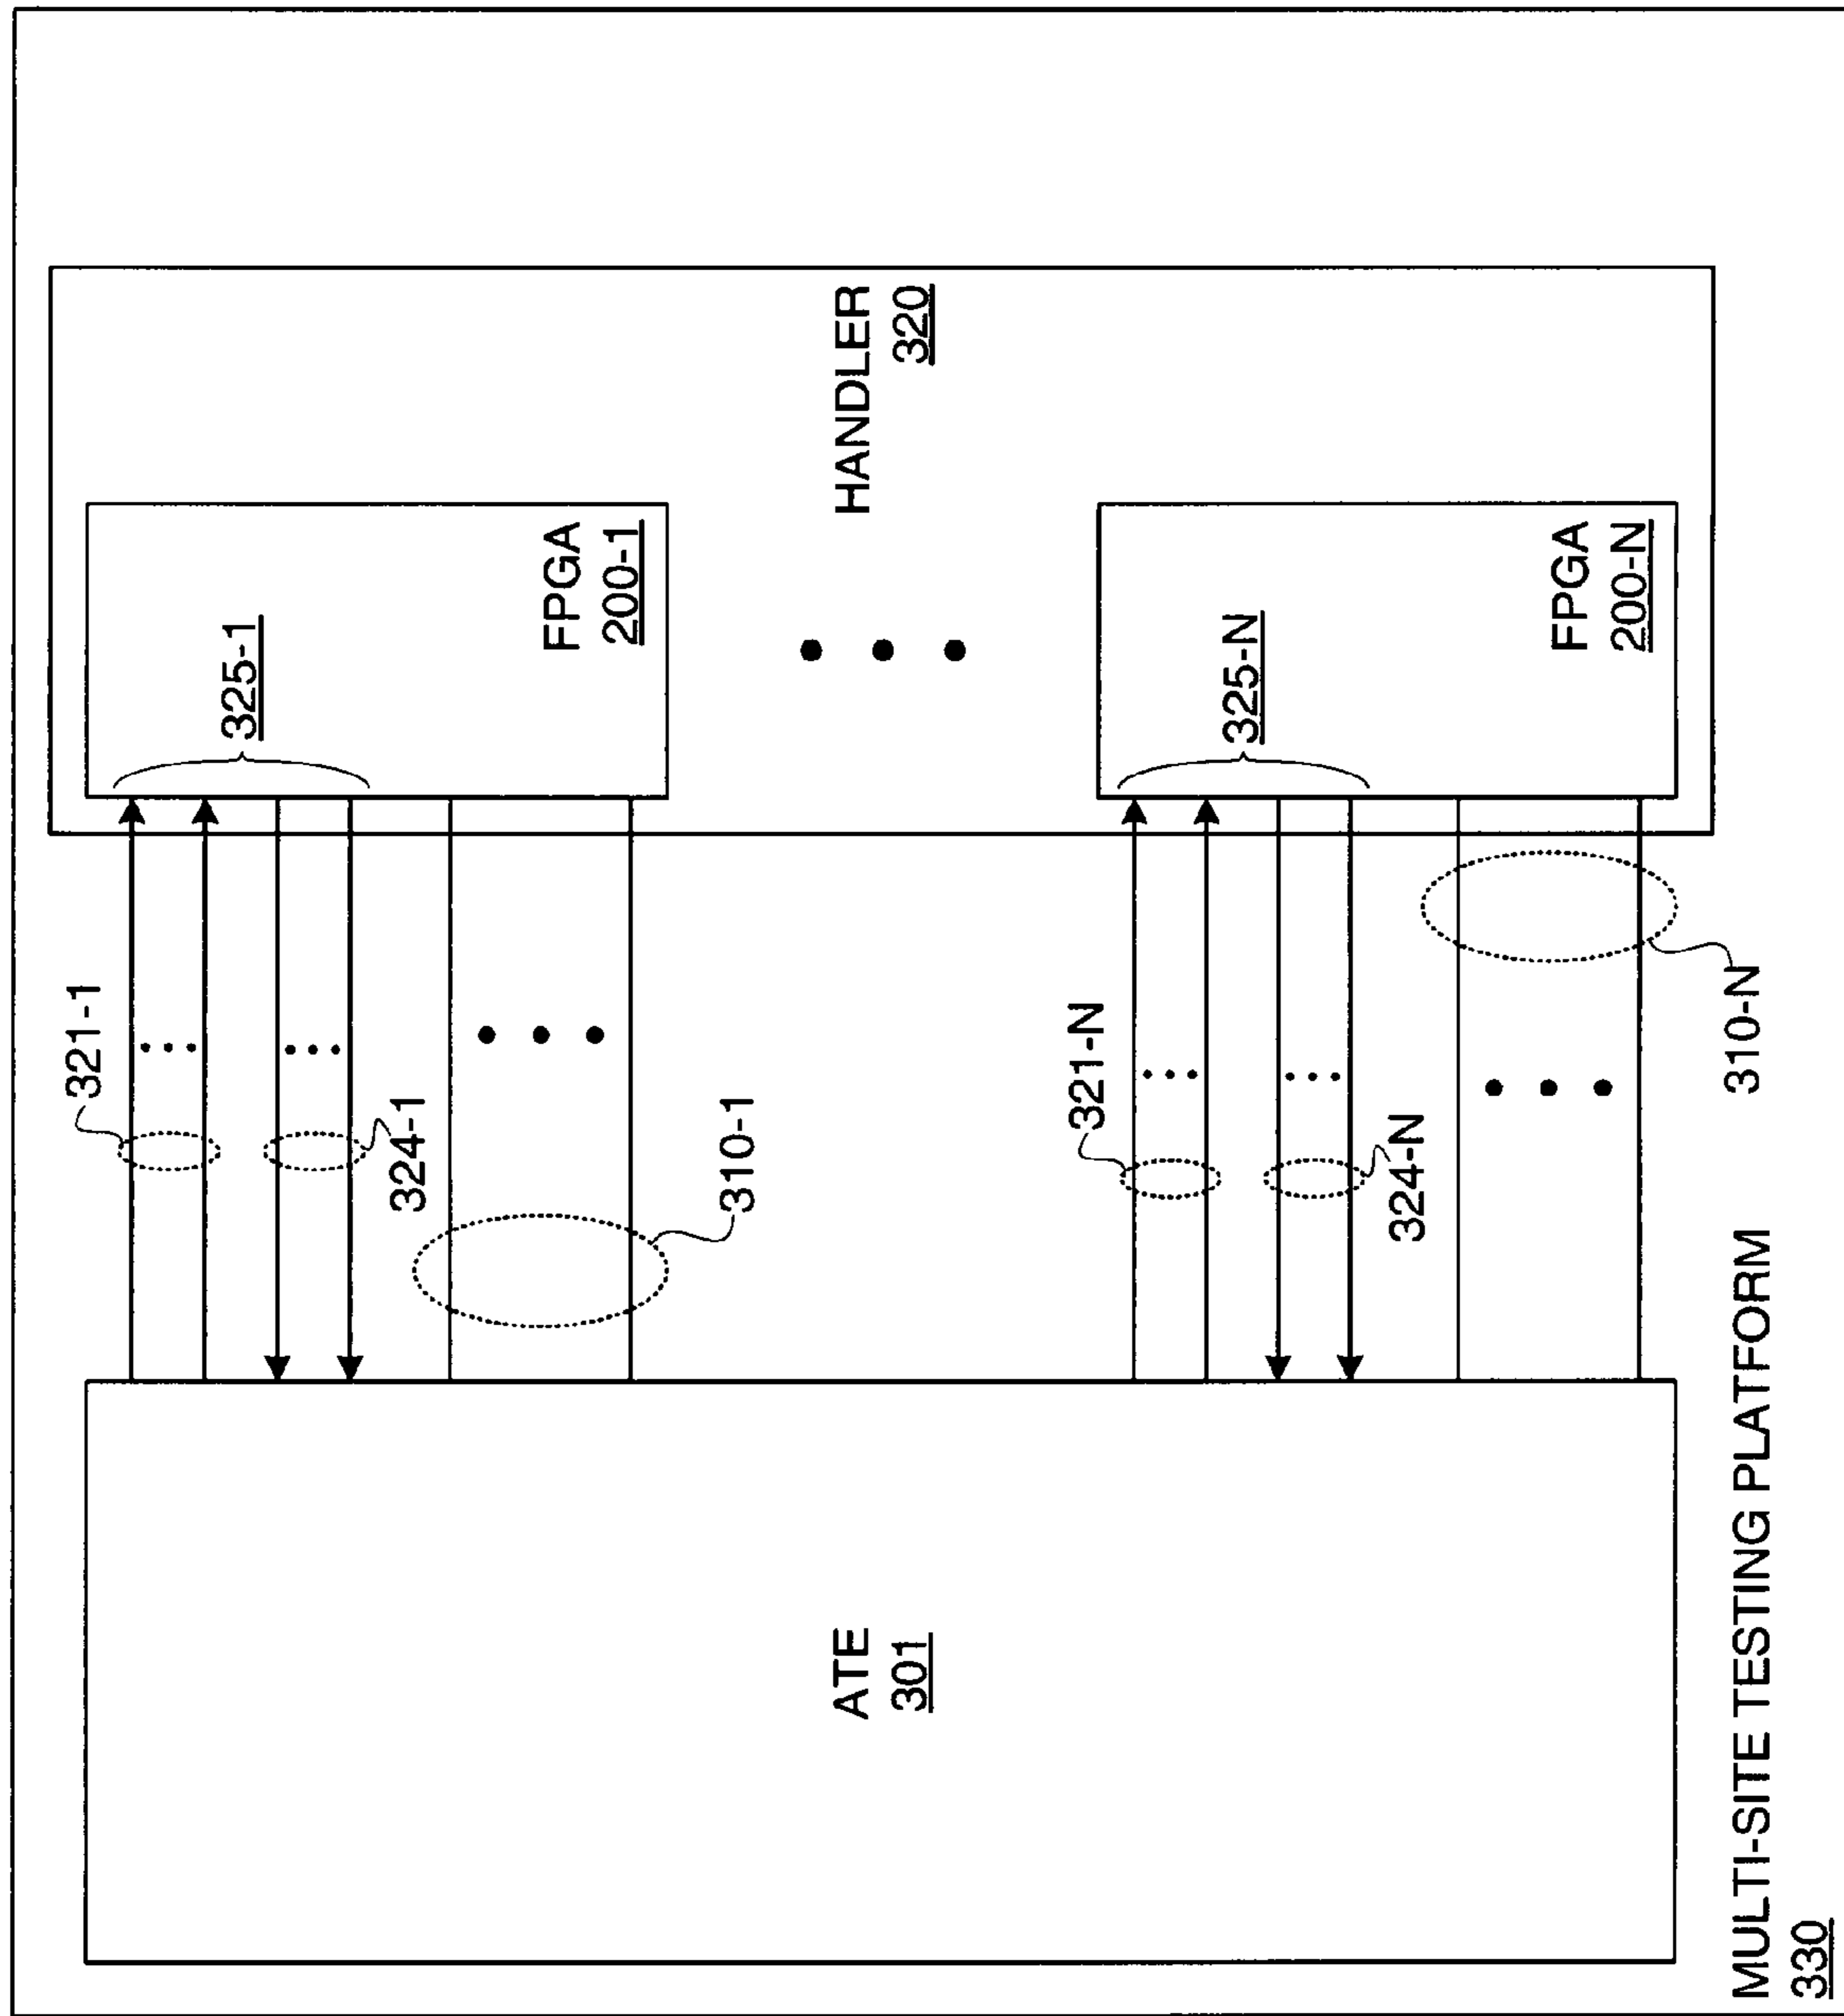 321-1
324-1
310-1
325-1
FPGA
200-1
HANDLER
320
ATE
301
321-N
324-N
310-N
325-N
FPGA
200-N
MULTI-SITE TESTING PLATFORM
330